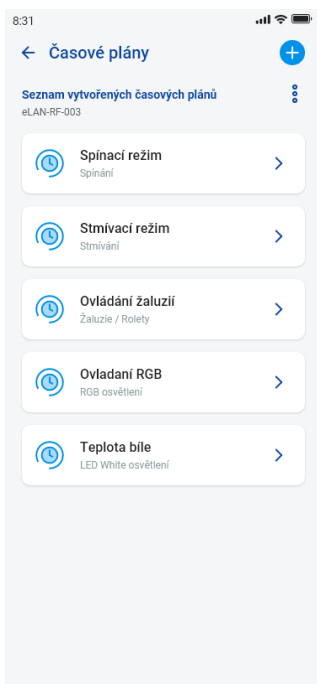 8:31
Časové plány
Seznam vytvořených časových plánů
eLAN-RF-003
Spínací režim
Spínání
Stmívací režim
Stmívání
Ovládání žaluzií
Žaluzie / Rolety
Ovladaní RGB
RGB osvětlení
Teplota bíle
LED White osvětlení